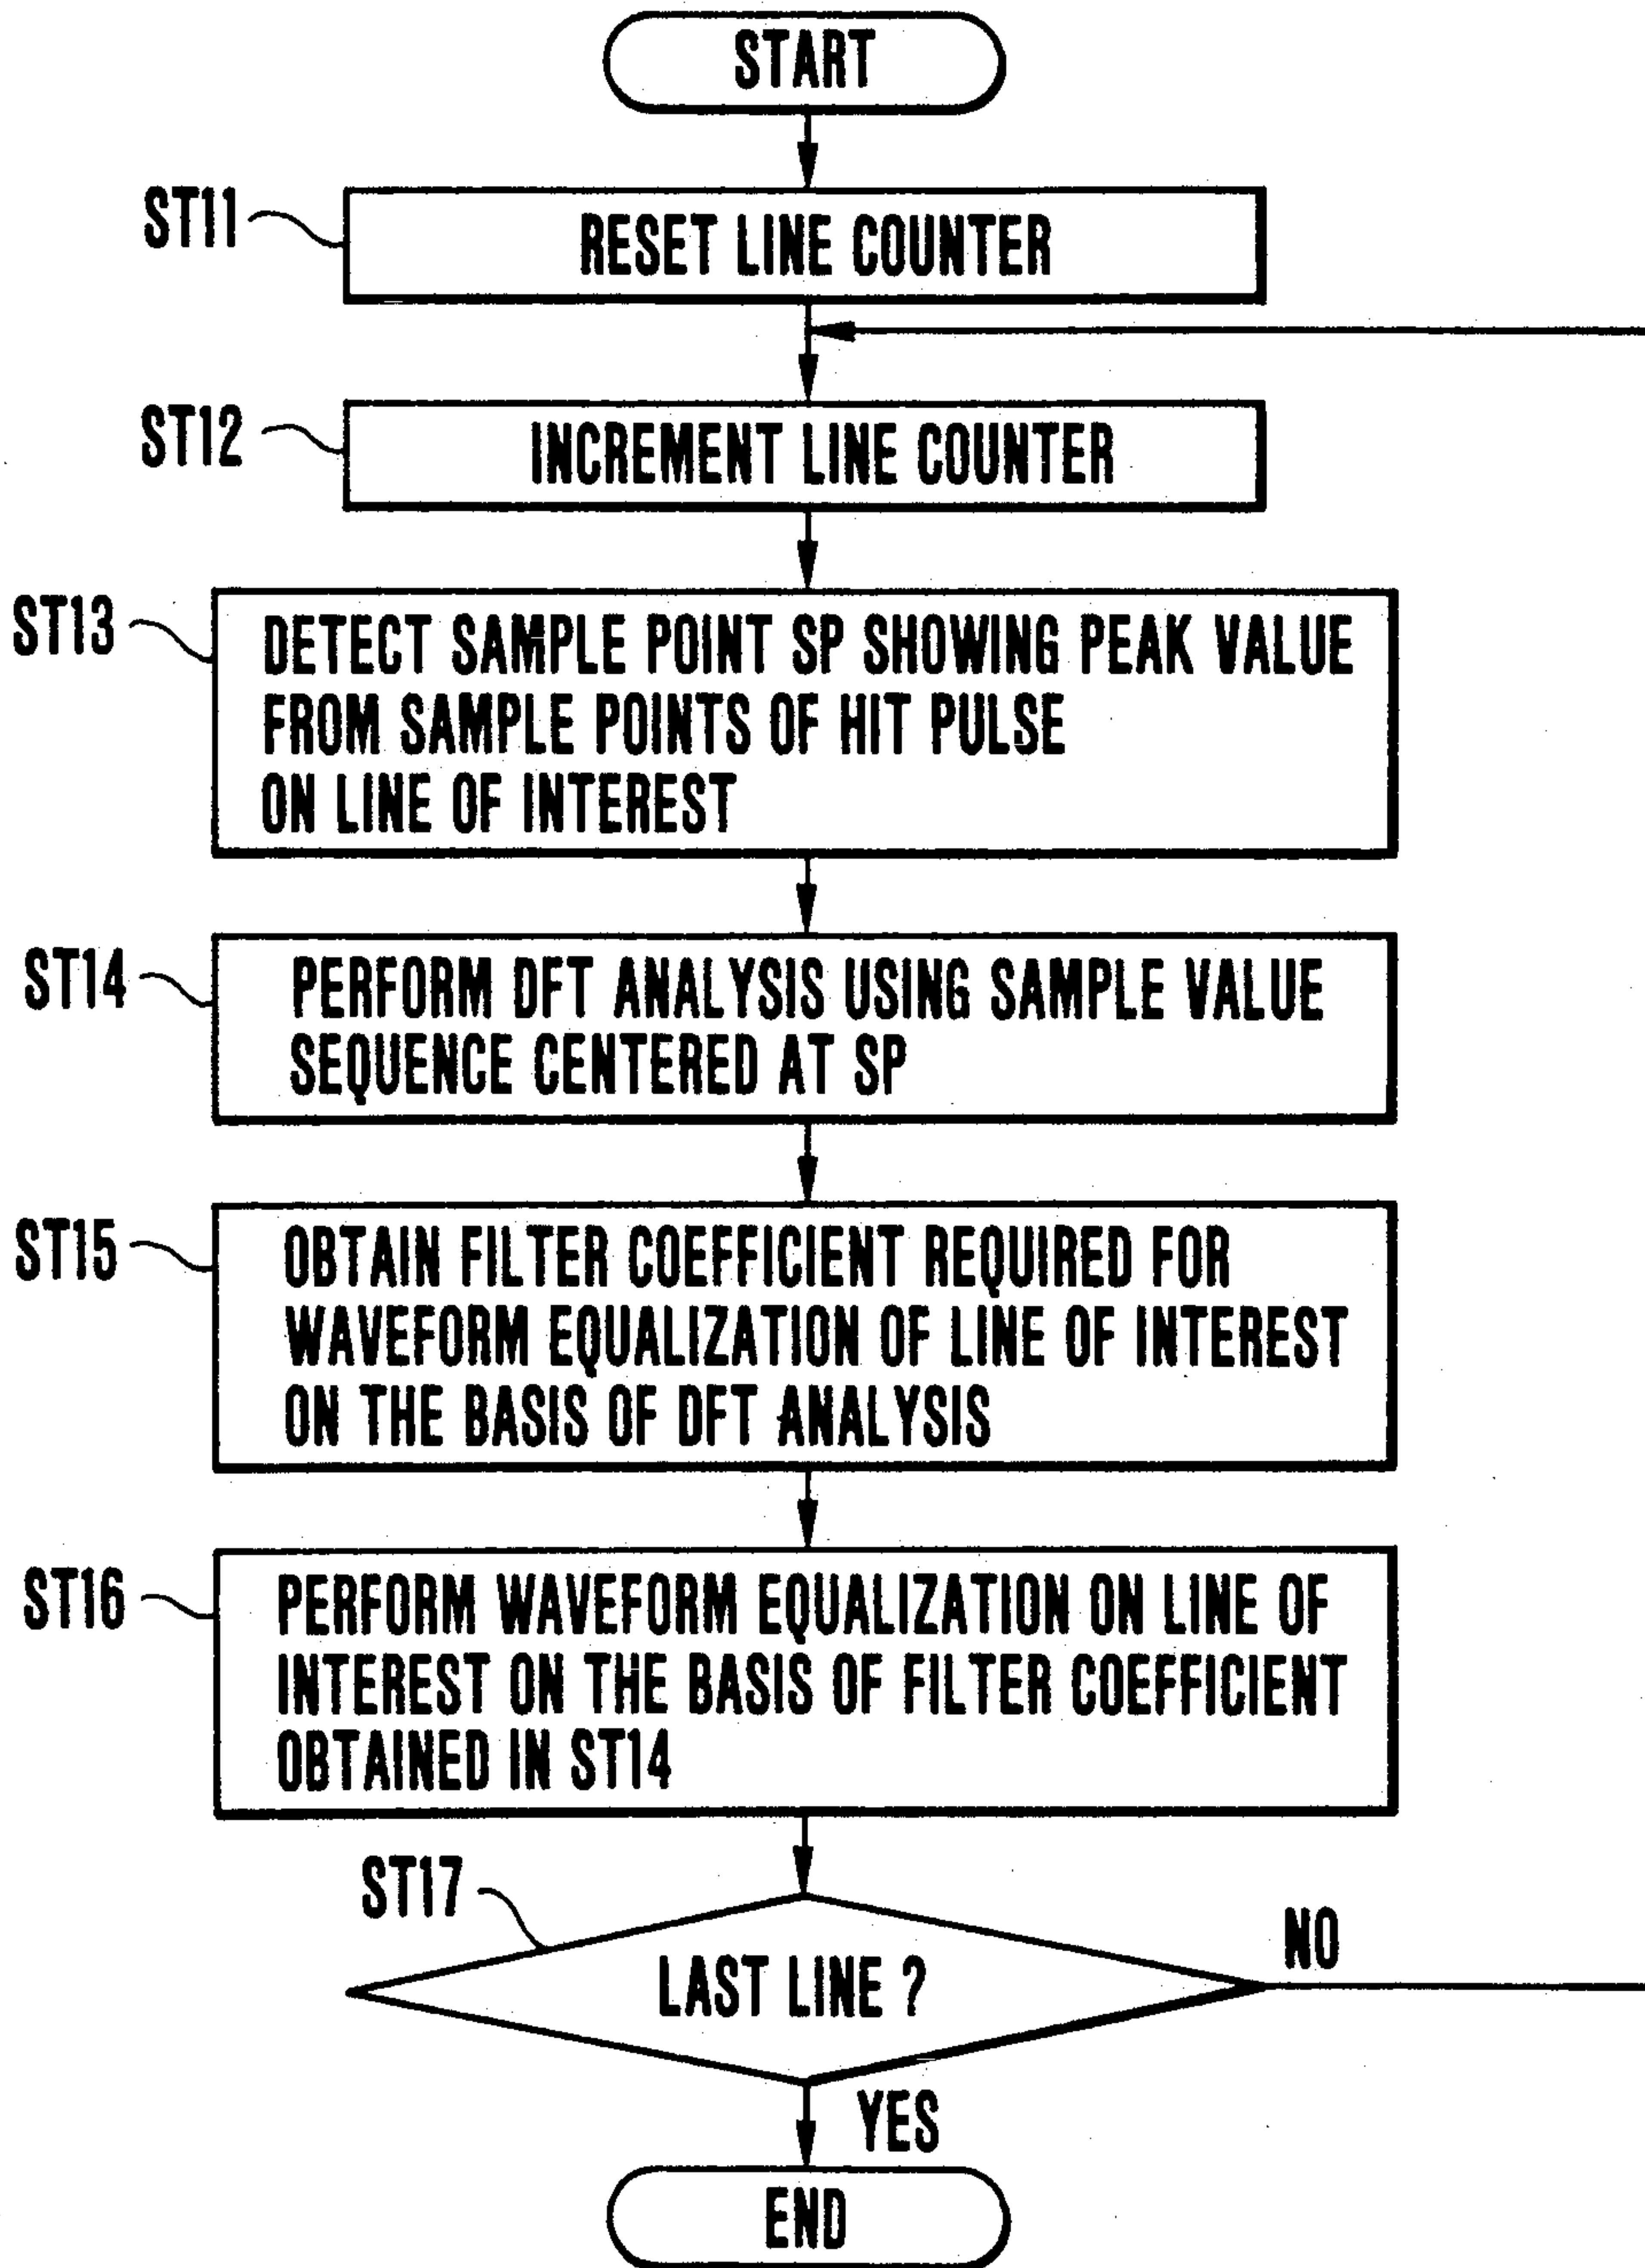 START
ST11
RESET LINE COUNTER
ST12
INCREMENT LINE COUNTER
ST13
DETECT SAMPLE POINT SP SHOWING PEAK VALUE
FROM SAMPLE POINTS OF HIT PULSE
ON LINE OF INTEREST
ST14
PERFORM DFT ANALYSIS USING SAMPLE VALUE
SEQUENCE CENTERED AT SP
ST15
OBTAIN FILTER COEFFICIENT REQUIRED FOR
WAVEFORM EQUALIZATION OF LINE OF INTEREST
ON THE BASIS OF DFT ANALYSIS
ST16
PERFORM WAVEFORM EQUALIZATION ON LINE OF
INTEREST ON THE BASIS OF FILTER COEFFICIENT
OBTAINED IN ST14
ST17
LAST LINE ?
NO
YES
END